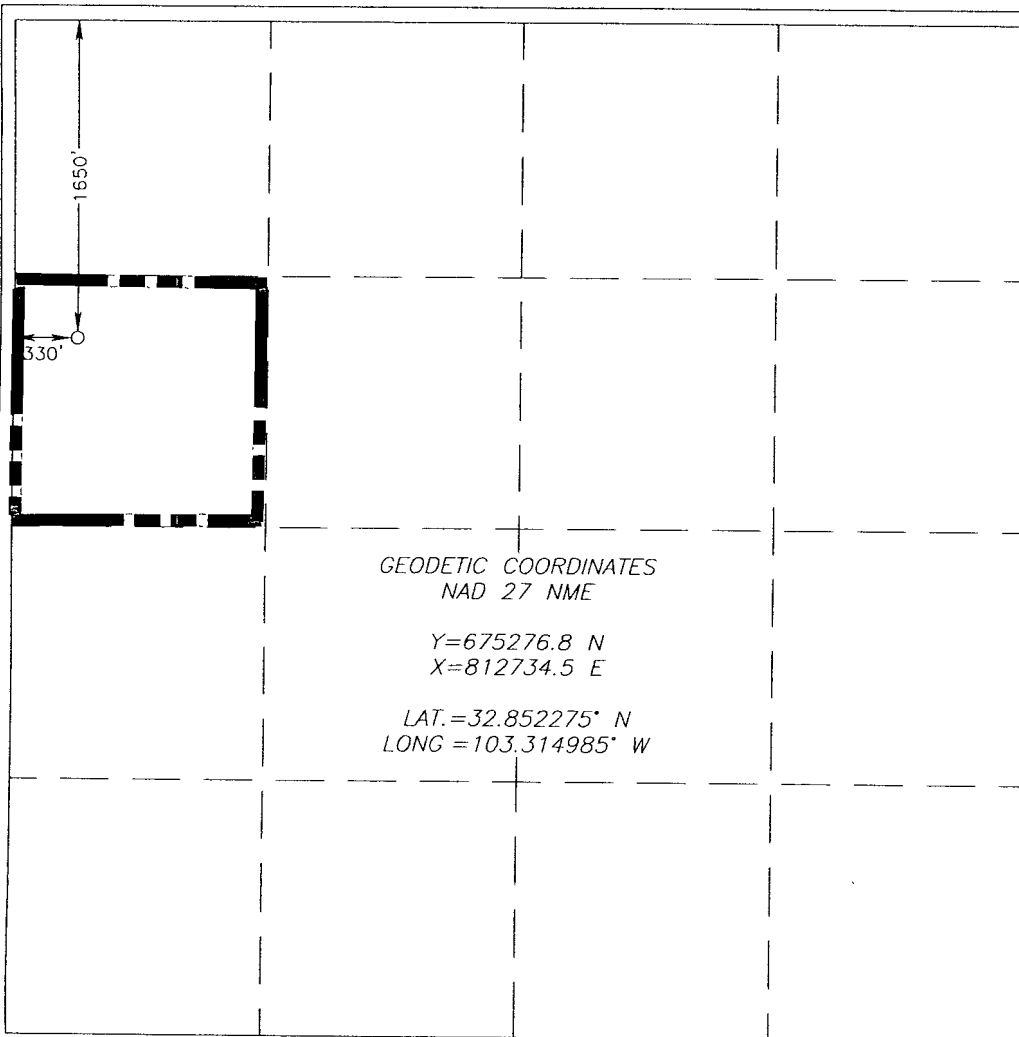 1650'
330'
GEODETIC COORDINATES
NAD 27 NME
Y=675276.8 N
X=812734.5 E
LAT.=32.852275° N
LONG =103.314985° W